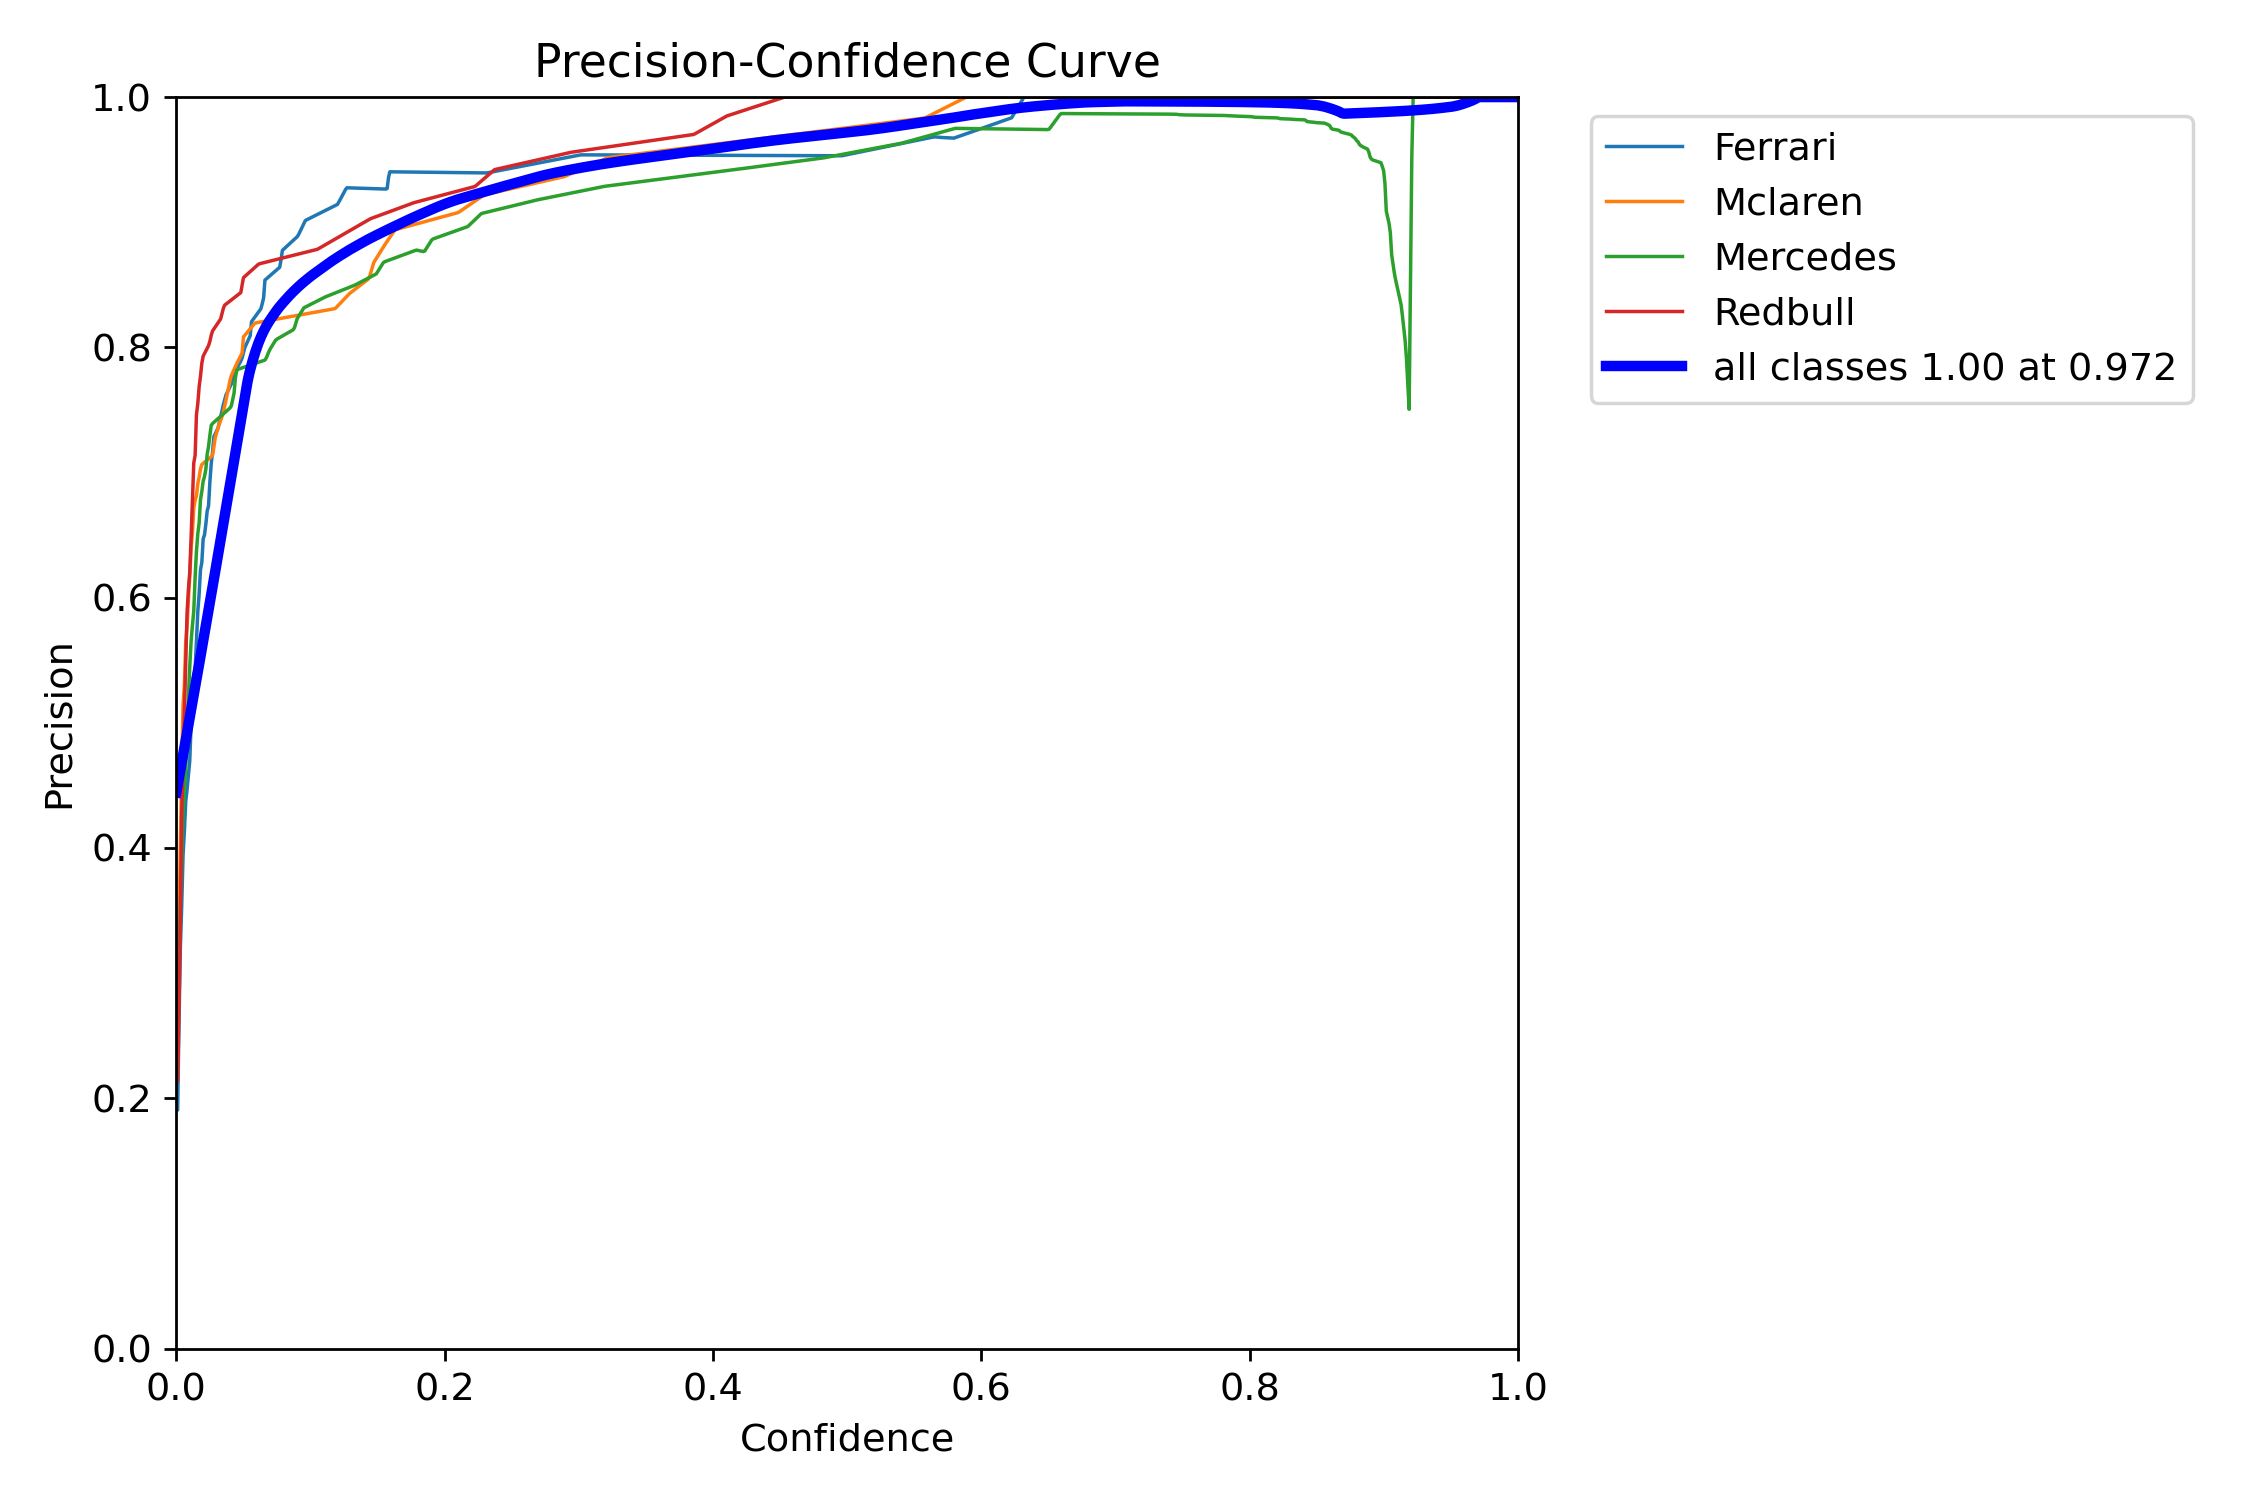 Precision-Confidence Curve
1.0
0.8
0.6
0.4
0.2
0.0
Precision
0.0 0.2 0.4 0.6 0.8 1.0
Confidence
Ferrari
Mclaren
Mercedes
Redbull
all classes 1.00 at 0.972